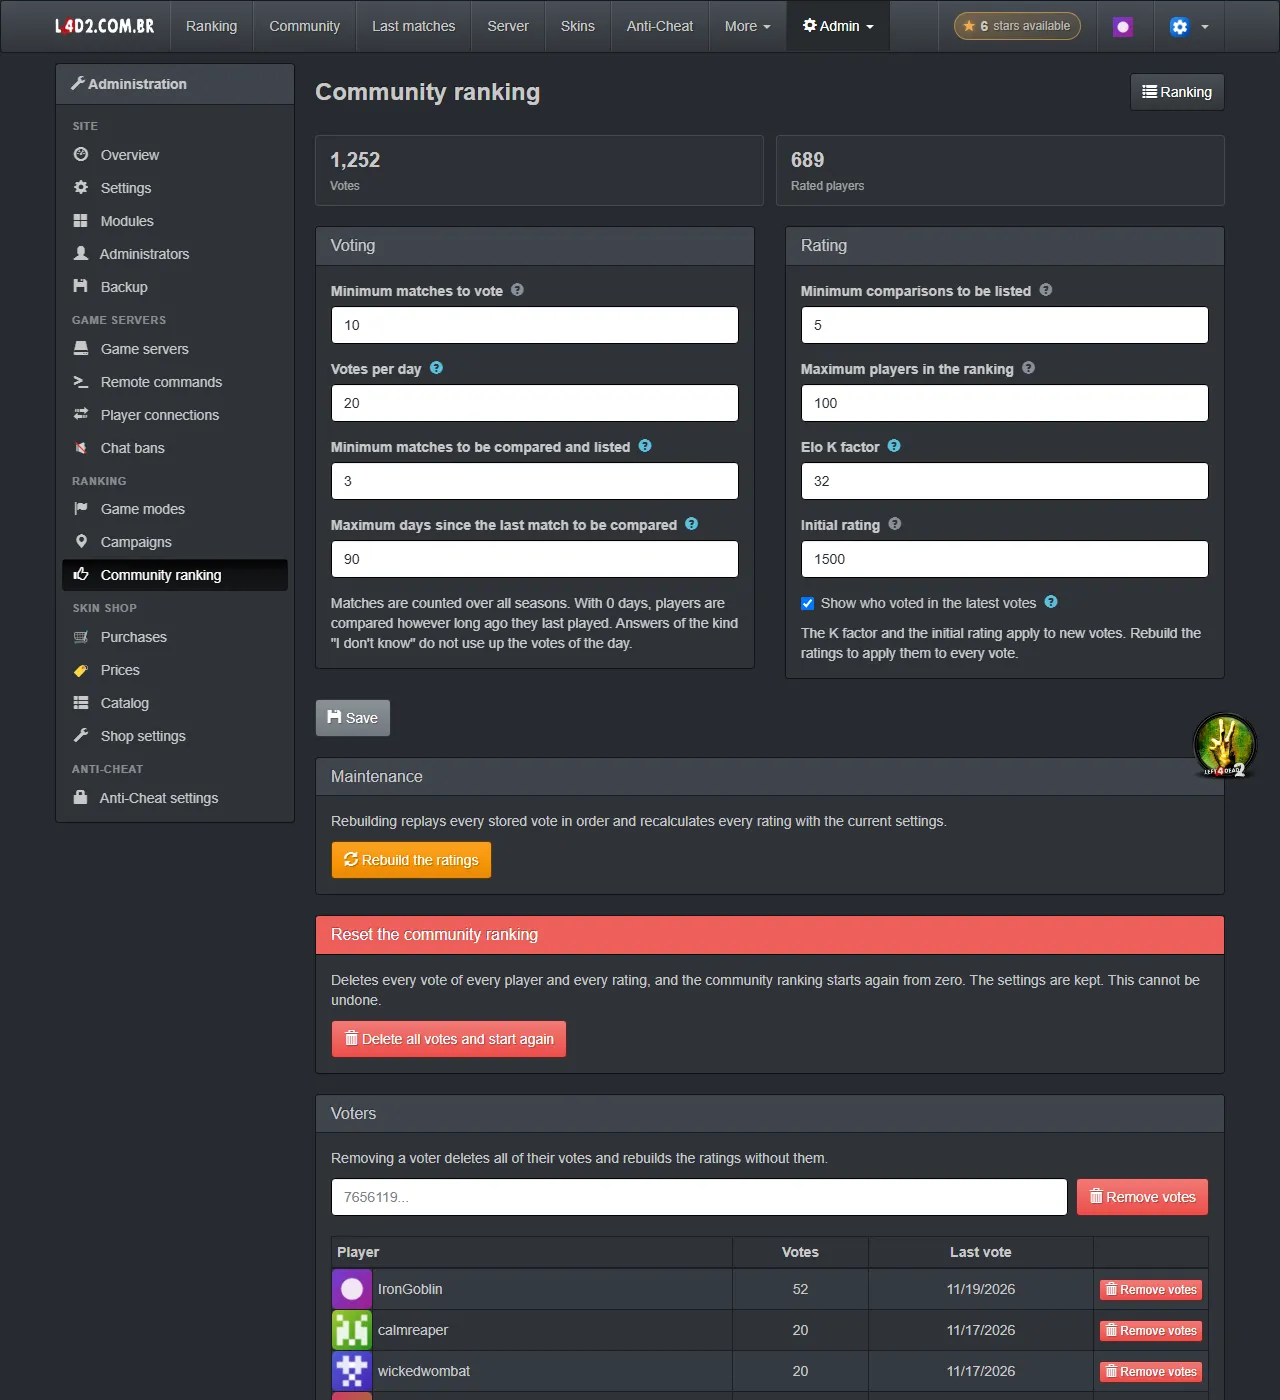 L4D2.COM.BR
Ranking
Community
Last matches
Server
Skins
Anti-Cheat
More
Admin
6 stars available
Administration
SITE
Overview
Settings
Modules
Administrators
Backup
GAME SERVERS
Game servers
Remote commands
Player connections
Chat bans
RANKING
Game modes
Campaigns
Community ranking
SKIN SHOP
Purchases
Prices
Catalog
Shop settings
ANTI-CHEAT
Anti-Cheat settings
Community ranking
Ranking
1,252
Votes
689
Rated players
Voting
Minimum matches to vote
10
Votes per day
20
Minimum matches to be compared and listed
3
Maximum days since the last match to be compared
90
Matches are counted over all seasons. With 0 days, players are
compared however long ago they last played. Answers of the kind
"I don't know" do not use up the votes of the day.
Rating
Minimum comparisons to be listed
5
Maximum players in the ranking
100
Elo K factor
32
Initial rating
1500
Show who voted in the latest votes
The K factor and the initial rating apply to new votes. Rebuild the
ratings to apply them to every vote.
Save
LEFT 4 DEAD 2
Maintenance
Rebuilding replays every stored vote in order and recalculates every rating with the current settings.
Rebuild the ratings
Reset the community ranking
Deletes every vote of every player and every rating, and the community ranking starts again from zero. The settings are kept. This cannot be
undone.
Delete all votes and start again
Voters
Removing a voter deletes all of their votes and rebuilds the ratings without them.
7656119...
Remove votes
Player Votes Last vote
IronGoblin 52 11/19/2026 Remove votes
calmreaper 20 11/17/2026 Remove votes
wickedwombat 20 11/17/2026 Remove votes